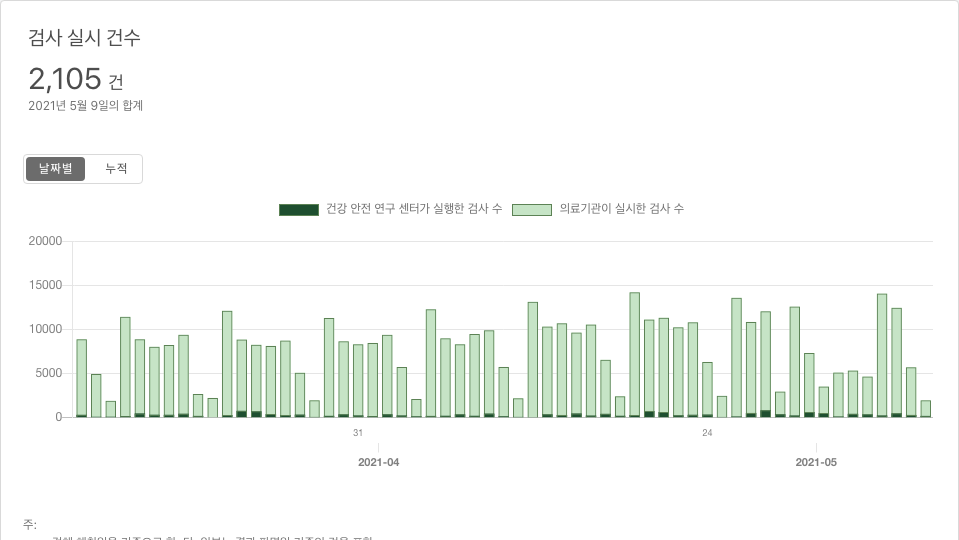 검사 실시 건수
2,105 건
2021년 5월 9일의 합계
날짜별 누적
건강 안전 연구 센터가 실행한 검사 수 의료기관이 실시한 검사 수
20000
15000
10000
5000
0
31 24
2021-04 2021-05
주: